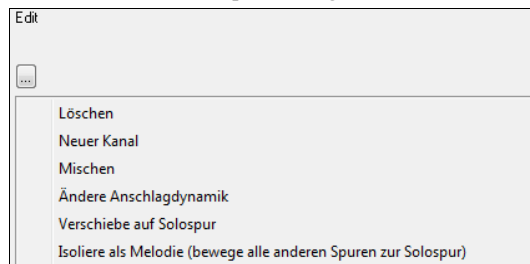 Edit
...
Löschen
Neuer Kanal
Mischen
Ändere Anschlagdynamik
Verschiebe auf Solospur
Isoliere als Melodie (bewege alle anderen Spuren zur Solospur)